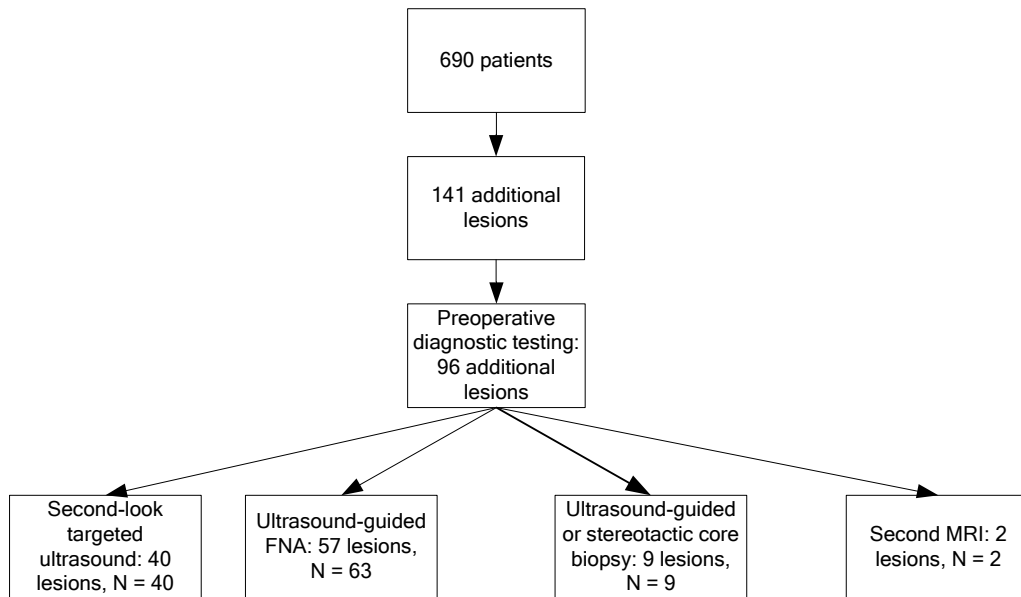 690 patients
141 additional
lesions
Preoperative
diagnostic testing:
96 additional
lesions
Second-look
targeted
ultrasound: 40
lesions, N = 40
Ultrasound-guided
FNA: 57 lesions,
N = 63
Ultrasound-guided
or stereotactic core
biopsy: 9 lesions,
N = 9
Second MRI: 2
lesions, N = 2